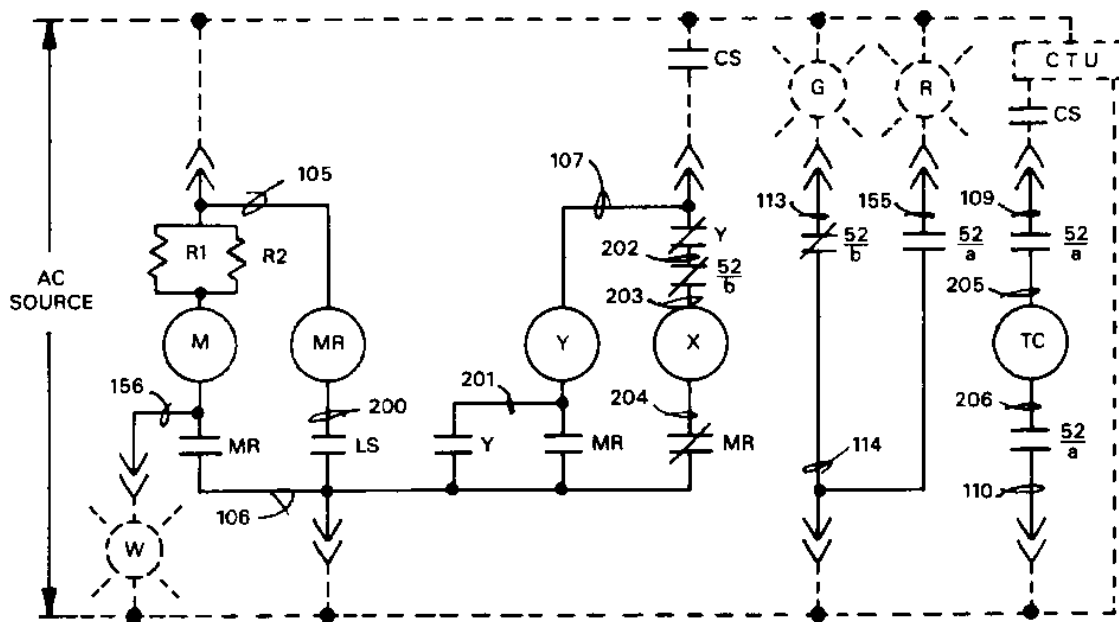 CS
CTU
G
R
CS
105
107
113
155
109
Y
R1
R2
202
52/b
52/b
52/a
52/a
AC
SOURCE
203
205
M
MR
Y
X
TC
156
200
201
204
206
MR
LS
Y
MR
MR
52/a
114
110
106
W